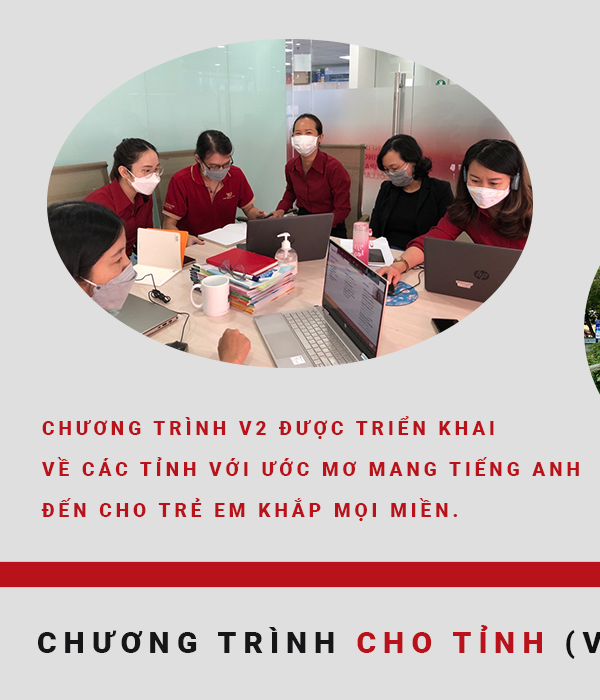 CHƯƠNG TRÌNH V2 ĐƯỢC TRIỂN KHAI
VỀ CÁC TỈNH VỚI ƯỚC MƠ MANG TIẾNG ANH
ĐẾN CHO TRẺ EM KHẮP MỌI MIỀN.
CHƯƠNG TRÌNH CHO TỈNH (V